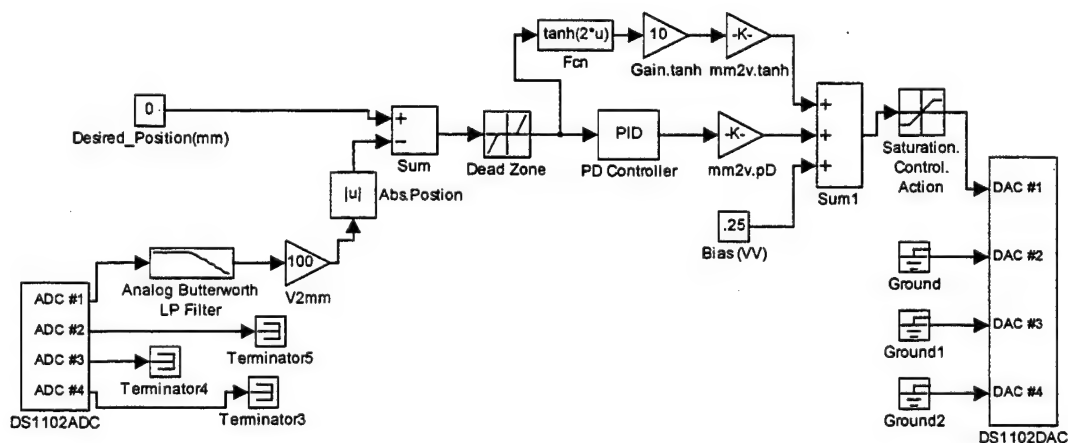 tanh(2*u)
Fcn
10
Gain.tanh
-K-
mm2v.tanh
0
Desired_Position(mm)
+
−
Sum
Dead Zone
PID
PD Controller
-K-
mm2v.pD
+
+
+
Sum1
Saturation.
Control.
Action
|u|
Abs.Postion
.25
Bias (VV)
Analog Butterworth
LP Filter
100
V2mm
ADC #1
ADC #2
ADC #3
ADC #4
DS1102ADC
Terminator5
Terminator4
Terminator3
Ground
Ground1
Ground2
DAC #1
DAC #2
DAC #3
DAC #4
DS1102DAC